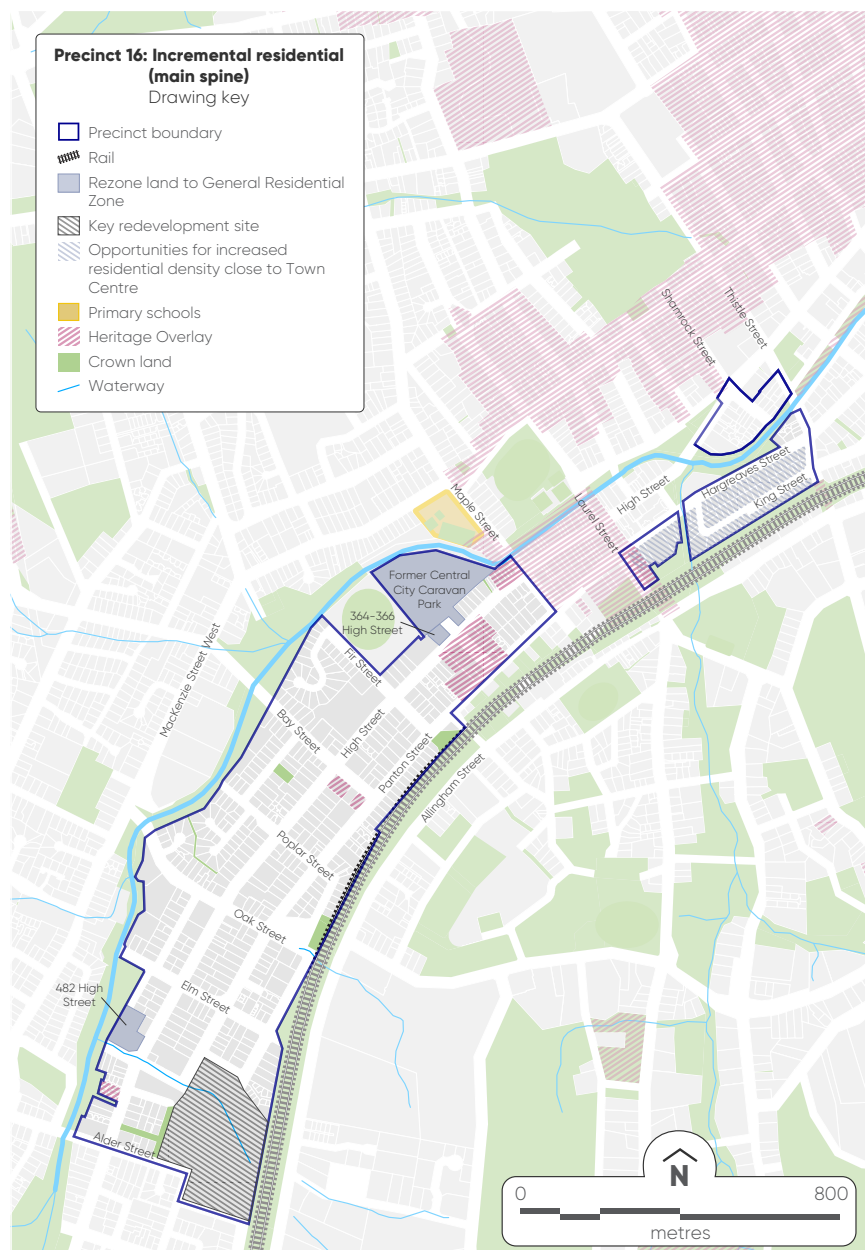 Precinct 16: Incremental residential
(main spine)
Drawing key
Precinct boundary
Rail
Rezone land to General Residential
Zone
Key redevelopment site
Opportunities for increased
residential density close to Town
Centre
Primary schools
Heritage Overlay
Crown land
Waterway
Shamrock Street
Thistle Street
Hargreaves Street
King Street
High Street
Laurel Street
Maple Street
Former Central
City Caravan
Park
364-366
High Street
Fir Street
MacKenzie Street West
Bay Street
High Street
Panton Street
Allingham Street
Poplar Street
Oak Street
Elm Street
482 High
Street
Alder Street
N
0 800
metres